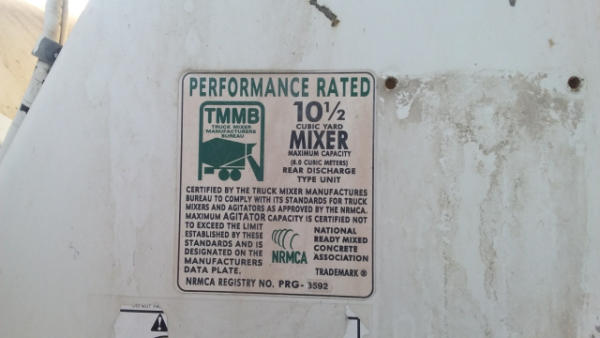 PERFORMANCE RATED
TMMB
TRUCK MIXER
MANUFACTURERS
BUREAU
10½
CUBIC YARD
MIXER
MAXIMUM CAPACITY
(8.0 CUBIC METERS)
REAR DISCHARGE
TYPE UNIT
CERTIFIED BY THE TRUCK MIXER MANUFACTURES
BUREAU TO COMPLY WITH ITS STANDARDS FOR TRUCK
MIXERS AND AGITATORS AS APPROVED BY THE NRMCA.
MAXIMUM AGITATOR CAPACITY IS CERTIFIED NOT
TO EXCEED THE LIMIT
ESTABLISHED BY THESE
STANDARDS AND IS
DESIGNATED ON THE
MANUFACTURERS
DATA PLATE.
NRMCA
NATIONAL
READY MIXED
CONCRETE
ASSOCIATION
TRADEMARK ®
NRMCA REGISTRY NO. PRG- 3592